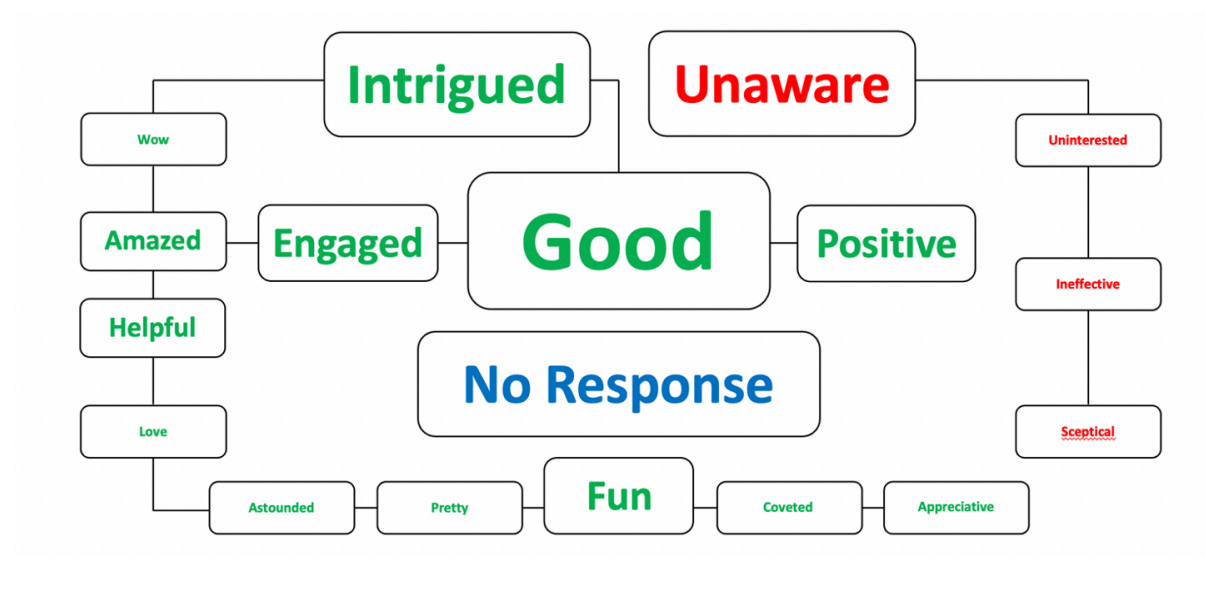 Intrigued
Unaware
Wow
Uninterested
Amazed
Engaged
Good
Positive
Ineffective
Helpful
No Response
Love
Sceptical
Astounded
Pretty
Fun
Coveted
Appreciative